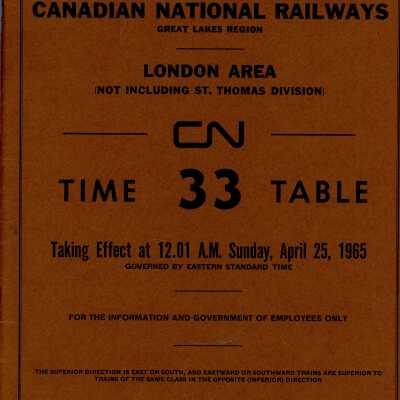 CANADIAN NATIONAL RAILWAYS
GREAT LAKES REGION
LONDON AREA
(NOT INCLUDING ST. THOMAS DIVISION)
CN
TIME 33 TABLE
Taking Effect at 12.01 A.M. Sunday, April 25, 1965
GOVERNED BY EASTERN STANDARD TIME
FOR THE INFORMATION AND GOVERNMENT OF EMPLOYEES ONLY
THE SUPERIOR DIRECTION IS EAST OR SOUTH, AND EASTWARD OR SOUTHWARD TRAINS ARE SUPERIOR TO
TRAINS OF THE SAME CLASS IN THE OPPOSITE (INFERIOR) DIRECTION